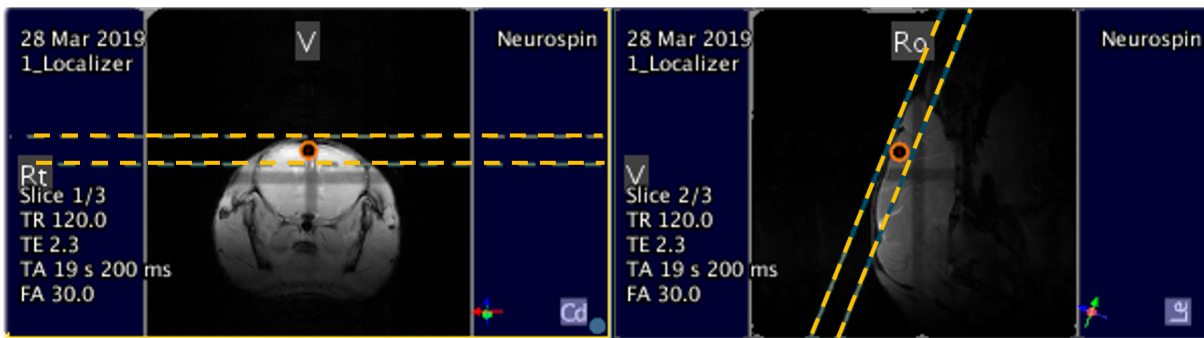 28 Mar 2019
1_Localizer
V
Neurospin
Rt
Slice 1/3
TR 120.0
TE 2.3
TA 19 s 200 ms
FA 30.0
Cd
28 Mar 2019
1_Localizer
Ro
Neurospin
V
Slice 2/3
TR 120.0
TE 2.3
TA 19 s 200 ms
FA 30.0
Le